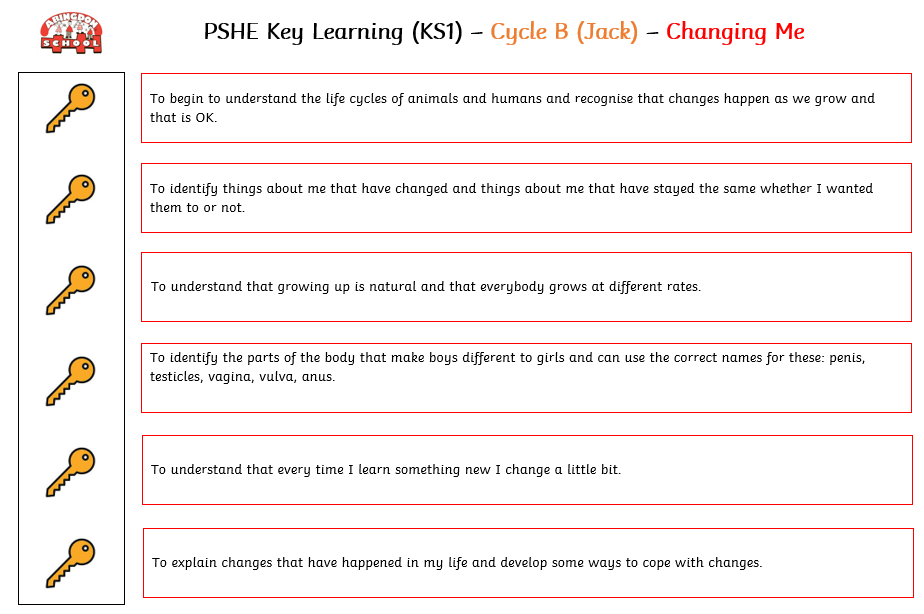 ABINGDON
SCHOOL
PSHE Key Learning (KS1) – Cycle B (Jack) – Changing Me
To begin to understand the life cycles of animals and humans and recognise that changes happen as we grow and
that is OK.
To identify things about me that have changed and things about me that have stayed the same whether I wanted
them to or not.
To understand that growing up is natural and that everybody grows at different rates.
To identify the parts of the body that make boys different to girls and can use the correct names for these: penis,
testicles, vagina, vulva, anus.
To understand that every time I learn something new I change a little bit.
To explain changes that have happened in my life and develop some ways to cope with changes.